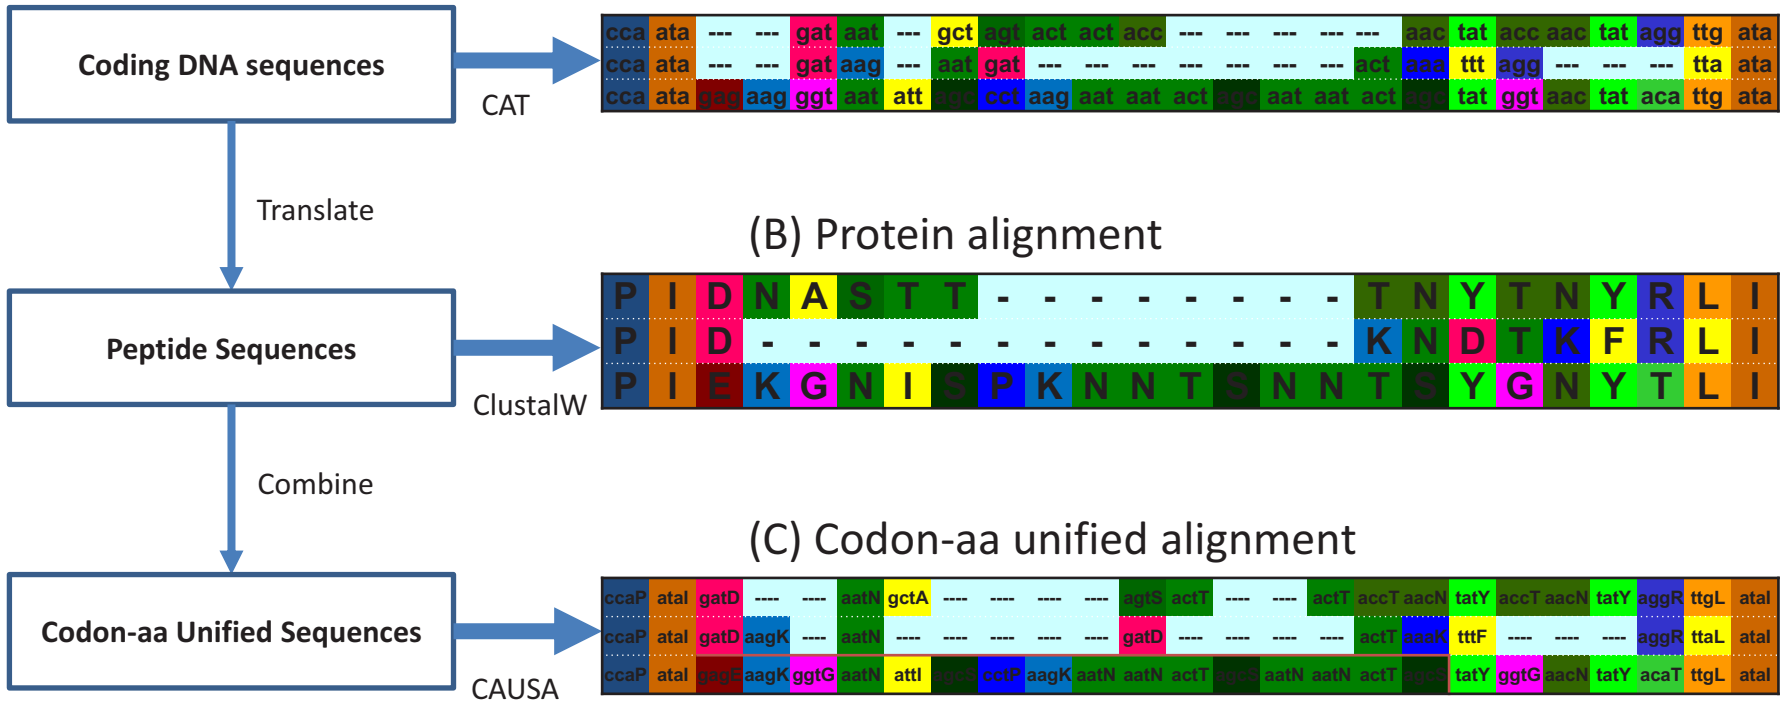 Coding DNA sequences
CAT
cca ata --- --- gat aat --- gct agt act act acc --- --- --- --- --- aac tat acc aac tat agg ttg ata
cca ata --- --- gat aag --- aat gat --- --- --- --- --- --- --- act aaa ttt agg --- --- --- tta ata
cca ata gag aag ggt aat att agc cct aag aat aat act agc aat aat act agc tat ggt aac tat aca ttg ata
Translate
(B) Protein alignment
Peptide Sequences
ClustalW
P I D N A S T T - - - - - - - - T N Y T N Y R L I
P I D - - - - - - - - - - - - - K N D T K F R L I
P I E K G N I S P K N N T S N N T S Y G N Y T L I
Combine
(C) Codon-aa unified alignment
Codon-aa Unified Sequences
CAUSA
ccaP ataI gatD ---- ---- aatN gctA ---- ---- ---- ---- agtS actT ---- ---- actT accT aacN tatY accT aacN tatY aggR ttgL ataI
ccaP ataI gatD aagK ---- aatN ---- ---- ---- ---- ---- gatD ---- ---- ---- ---- actT aaaK tttF ---- ---- ---- aggR ttaL ataI
ccaP ataI gagE aagK ggtG aatN attI agcS cctP aagK aatN aatN actT agcS aatN aatN actT agcS tatY ggtG aacN tatY acaT ttgL ataI